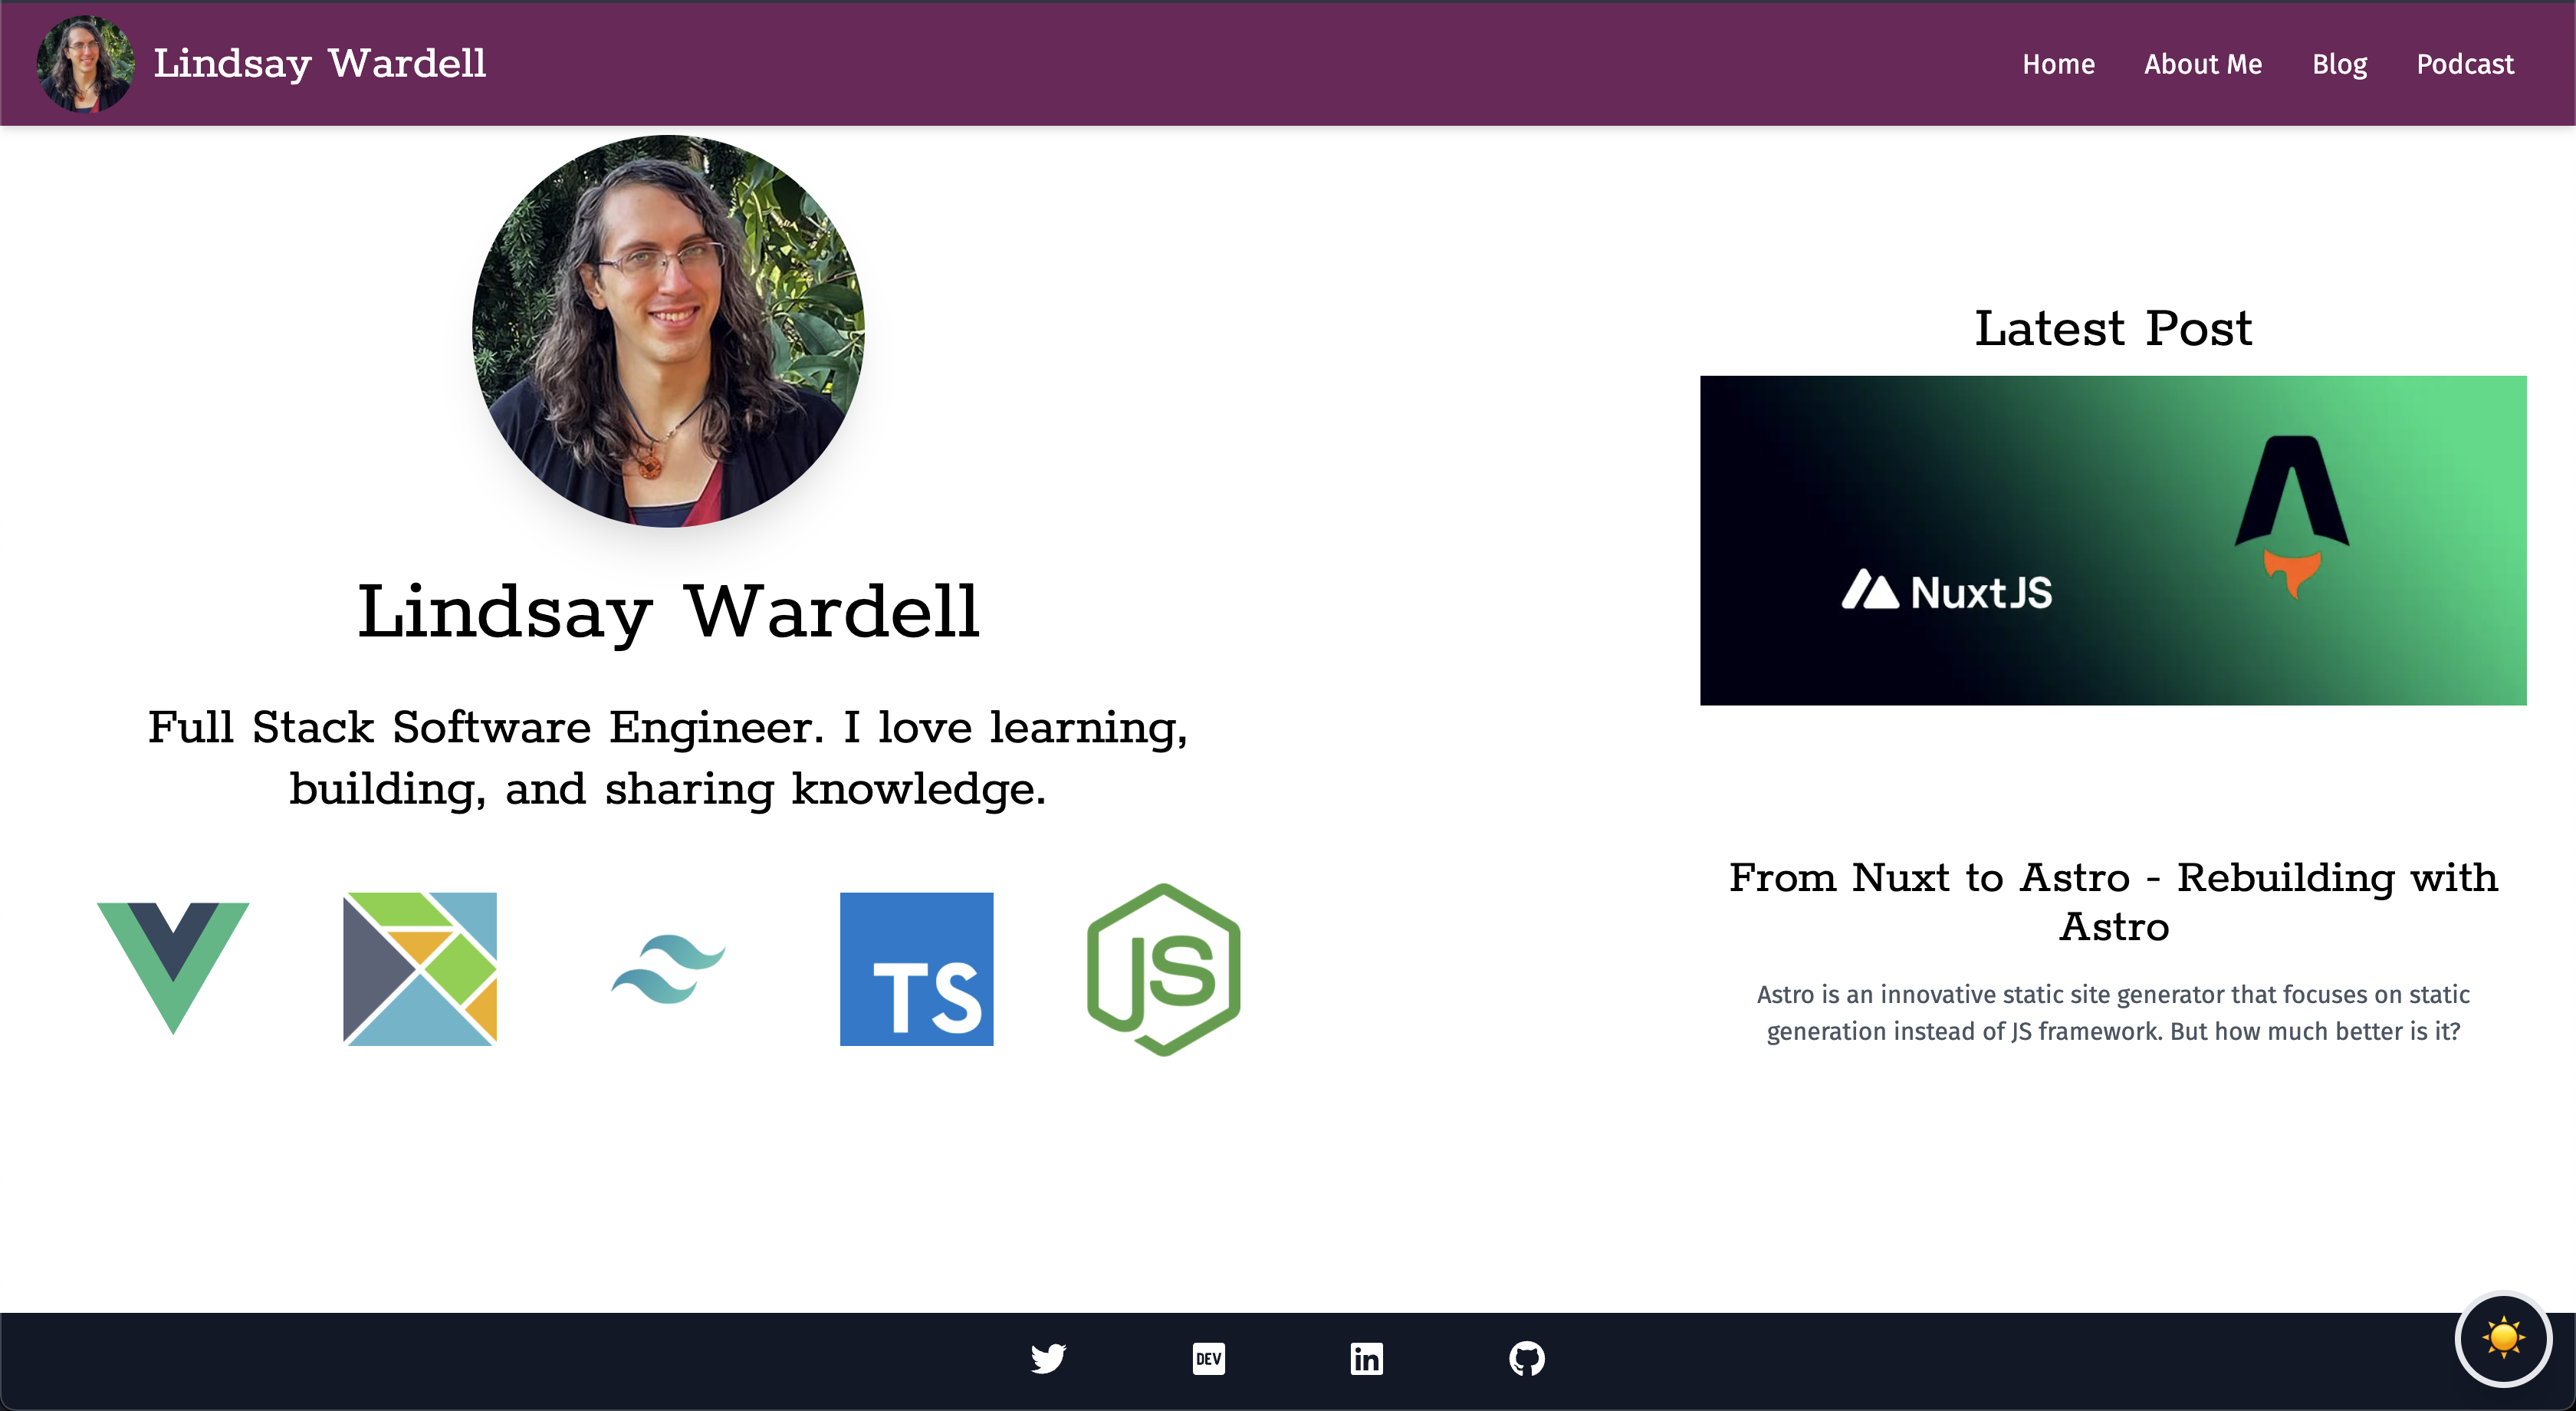 Lindsay Wardell
Home About Me Blog Podcast
Lindsay Wardell
Full Stack Software Engineer. I love learning,
building, and sharing knowledge.
TS
JS
Latest Post
NuxtJS
From Nuxt to Astro - Rebuilding with
Astro
Astro is an innovative static site generator that focuses on static
generation instead of JS framework. But how much better is it?
DEV
in